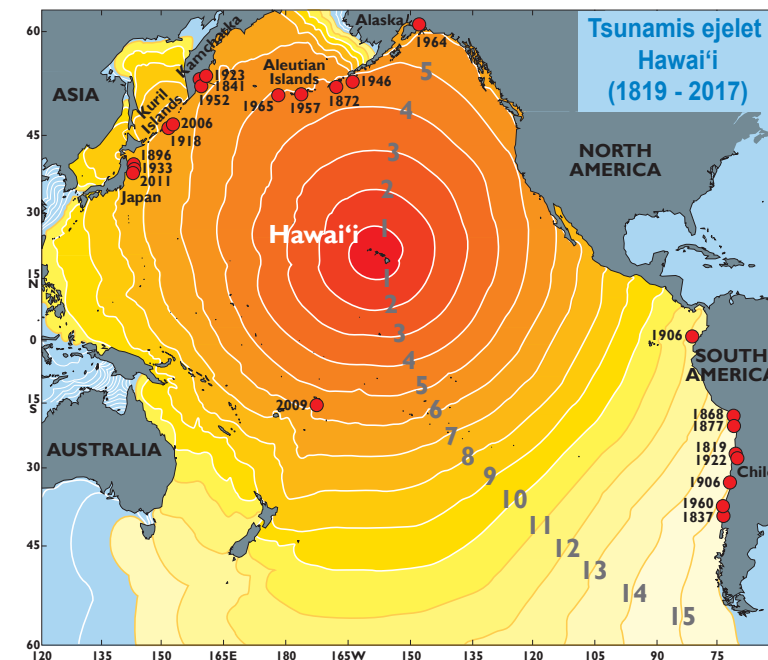 Tsunamis ejelet
Hawai‘i
(1819 - 2017)
60
45
30
15
N
0
15
S
30
45
60
120
135
150
165E
180
165W
150
135
120
105
90
75
ASIA
NORTH
AMERICA
SOUTH
AMERICA
AUSTRALIA
Alaska
1964
Kamchatka
1923
1841
1952
Aleutian
Islands
1946
1872
1957
1965
Kuril
Islands
2006
1918
1896
1933
2011
Japan
Hawai‘i
5
4
3
2
1
1
2
3
4
5
6
7
8
9
10
11
12
13
14
15
2009
1906
1868
1877
1819
1922
Chile
1906
1960
1837